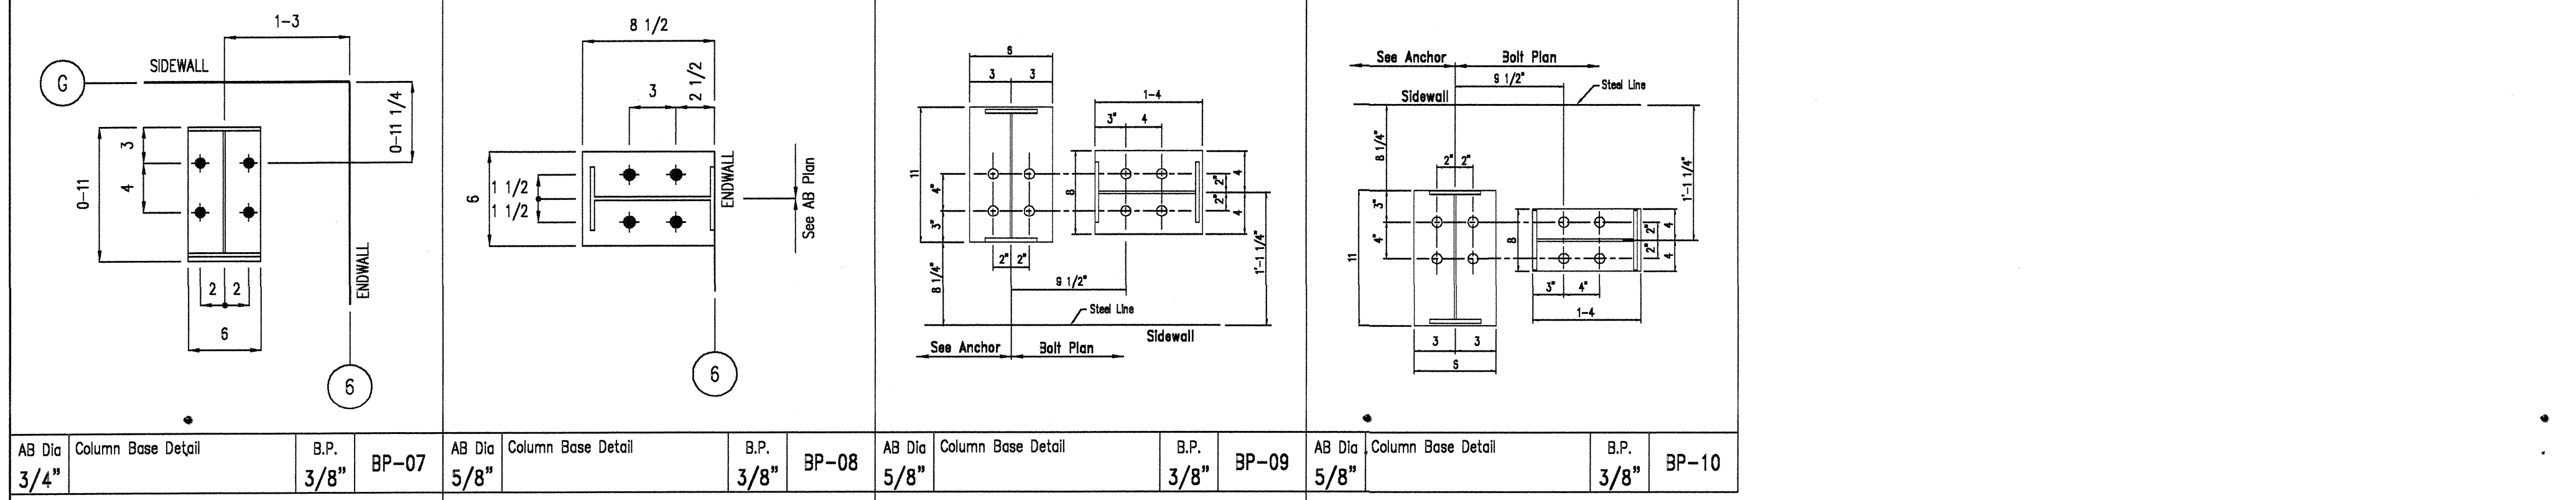 1-3
SIDEWALL
G
0-11 1/4
3
4
0-11
2 2
6
ENDWALL
6
AB Dia
3/4"
Column Base Detail
B.P.
3/8"
BP-07
8 1/2
3
2 1/2
ENDWALL
6
1 1/2
1 1/2
See AB Plan
6
AB Dia
5/8"
Column Base Detail
B.P.
3/8"
BP-08
6
3 3
1-4
3" 4
11
4"
3"
8
2"
2"
4
4
2" 2"
8 1/4"
9 1/2"
1'-1 1/4"
Steel Line
Sidewall
See Anchor Bolt Plan
AB Dia
5/8"
Column Base Detail
B.P.
3/8"
BP-09
See Anchor Bolt Plan
9 1/2"
Steel Line
Sidewall
8 1/4"
2" 2"
1'-1 1/4"
3"
4"
11
8
2"
2"
4
4
3" 4"
1-4
3 3
6
AB Dia
5/8"
Column Base Detail
B.P.
3/8"
BP-10